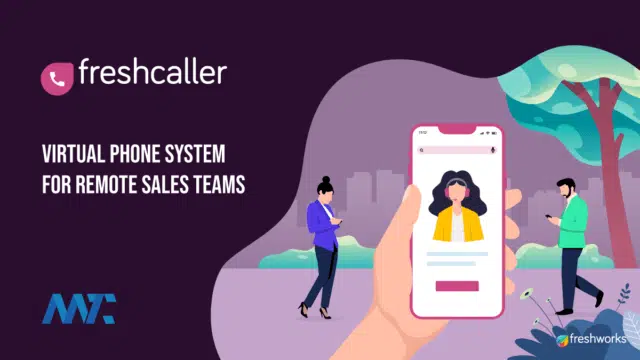 freshcaller
VIRTUAL PHONE SYSTEM
FOR REMOTE SALES TEAMS
freshworks